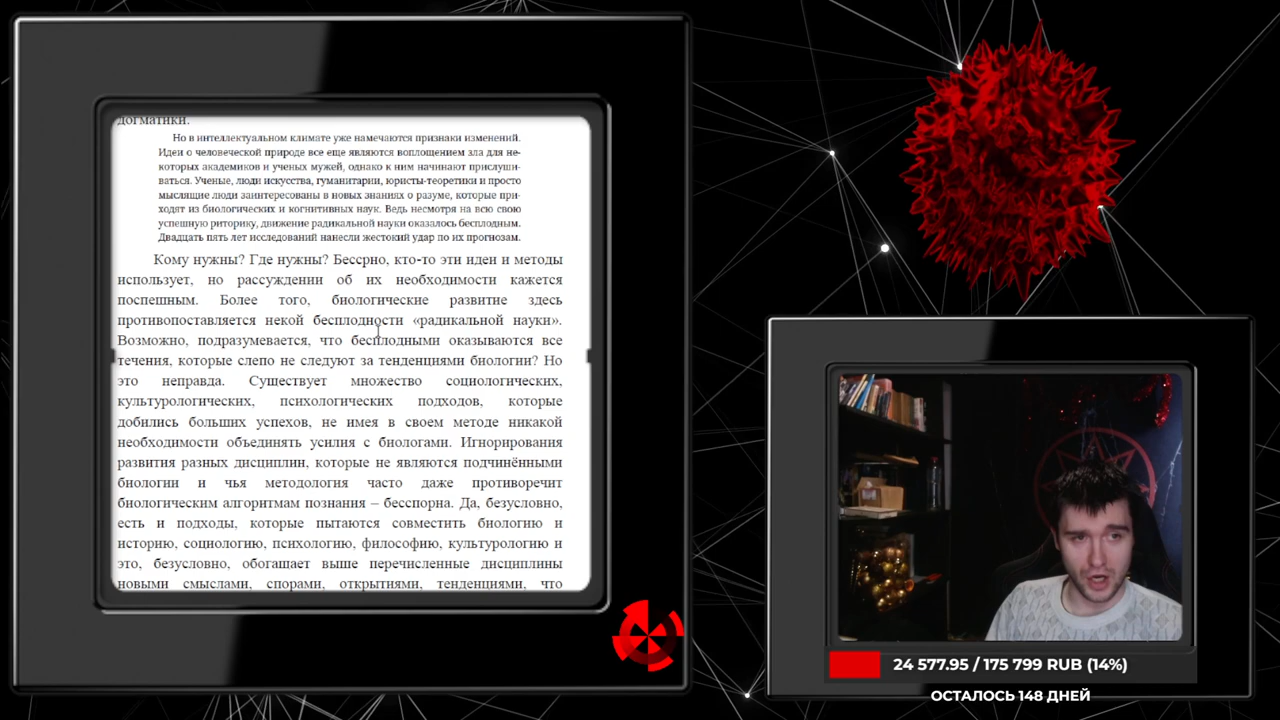 догматики.
Но в интеллектуальном климате уже намечаются признаки изменений.
Идеи о человеческой природе все еще являются воплощением зла для не-
которых академиков и ученых мужей, однако к ним начинают прислуши-
ваться. Ученые, люди искусства, гуманитарии, юристы-теоретики и просто
мыслящие люди заинтересованы в новых знаниях о разуме, которые при-
ходят из биологических и когнитивных наук. Ведь несмотря на всю свою
успешную риторику, движение радикальной науки оказалось бесплодным.
Двадцать пять лет исследований нанесли жестокий удар по их прогнозам.
Кому нужны? Где нужны? Бессрно, кто-то эти идеи и методы
использует, но рассуждении об их необходимости кажется
поспешным. Более того, биологические развитие здесь
противопоставляется некой бесплодности «радикальной науки».
Возможно, подразумевается, что бесплодными оказываются все
течения, которые слепо не следуют за тенденциями биологии? Но
это неправда. Существует множество социологических,
культурологических, психологических подходов, которые
добились больших успехов, не имея в своем методе никакой
необходимости объединять усилия с биологами. Игнорирования
развития разных дисциплин, которые не являются подчинёнными
биологии и чья методология часто даже противоречит
биологическим алгоритмам познания – бесспорна. Да, безусловно,
есть и подходы, которые пытаются совместить биологию и
историю, социологию, психологию, философию, культурологию и
это, безусловно, обогащает выше перечисленные дисциплины
новыми смыслами, спорами, открытиями, тенденциями, что
24 577.95 / 175 799 RUB (14%)
ОСТАЛОСЬ 148 ДНЕЙ